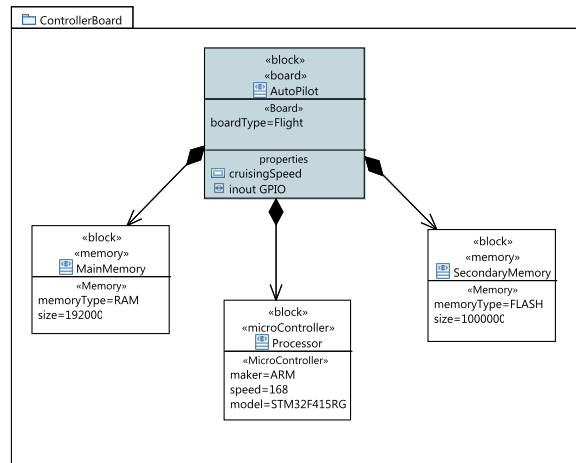 ControllerBoard
«block»
«board»
AutoPilot
«Board»
boardType=Flight
properties
cruisingSpeed
inout GPIO
«block»
«memory»
MainMemory
«Memory»
memoryType=RAM
size=192000
«block»
«microController»
Processor
«MicroController»
maker=ARM
speed=168
model=STM32F415RG
«block»
«memory»
SecondaryMemory
«Memory»
memoryType=FLASH
size=1000000